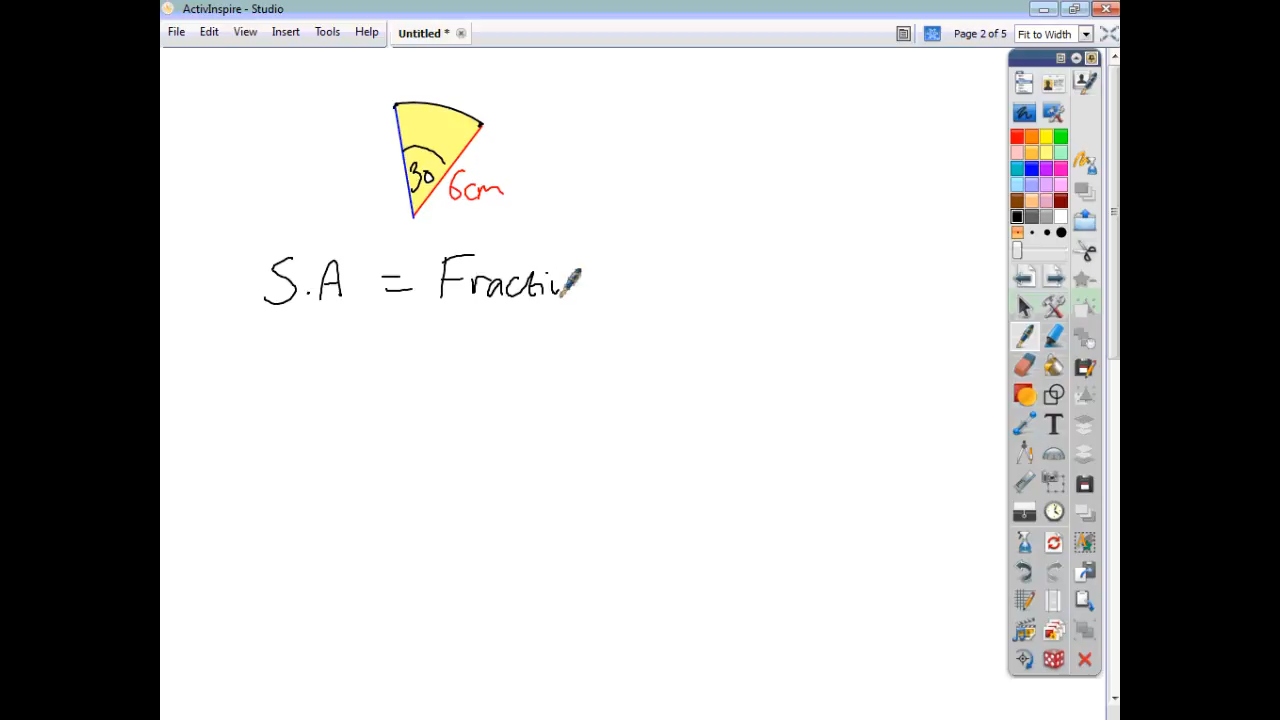 ActivInspire - Studio
File Edit View Insert Tools Help Untitled * Page 2 of 5 Fit to Width
30
6cm
S.A = Fracti